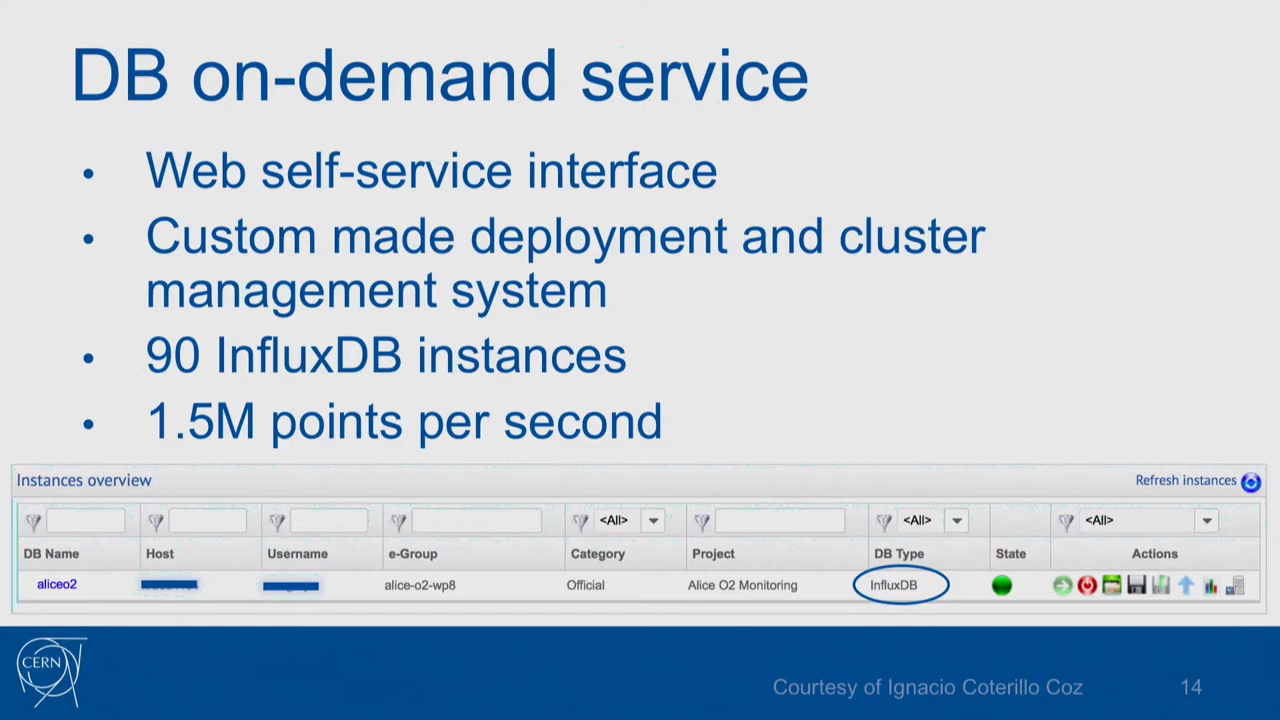 DB on-demand service
• Web self-service interface
• Custom made deployment and cluster
management system
• 90 InfluxDB instances
• 1.5M points per second
Instances overview Refresh instances
<All> <All> <All>
DB Name Host Username e-Group Category Project DB Type State Actions
aliceo2 alice-o2-wp8 Official Alice O2 Monitoring InfluxDB
CERN
Courtesy of Ignacio Coterillo Coz 14